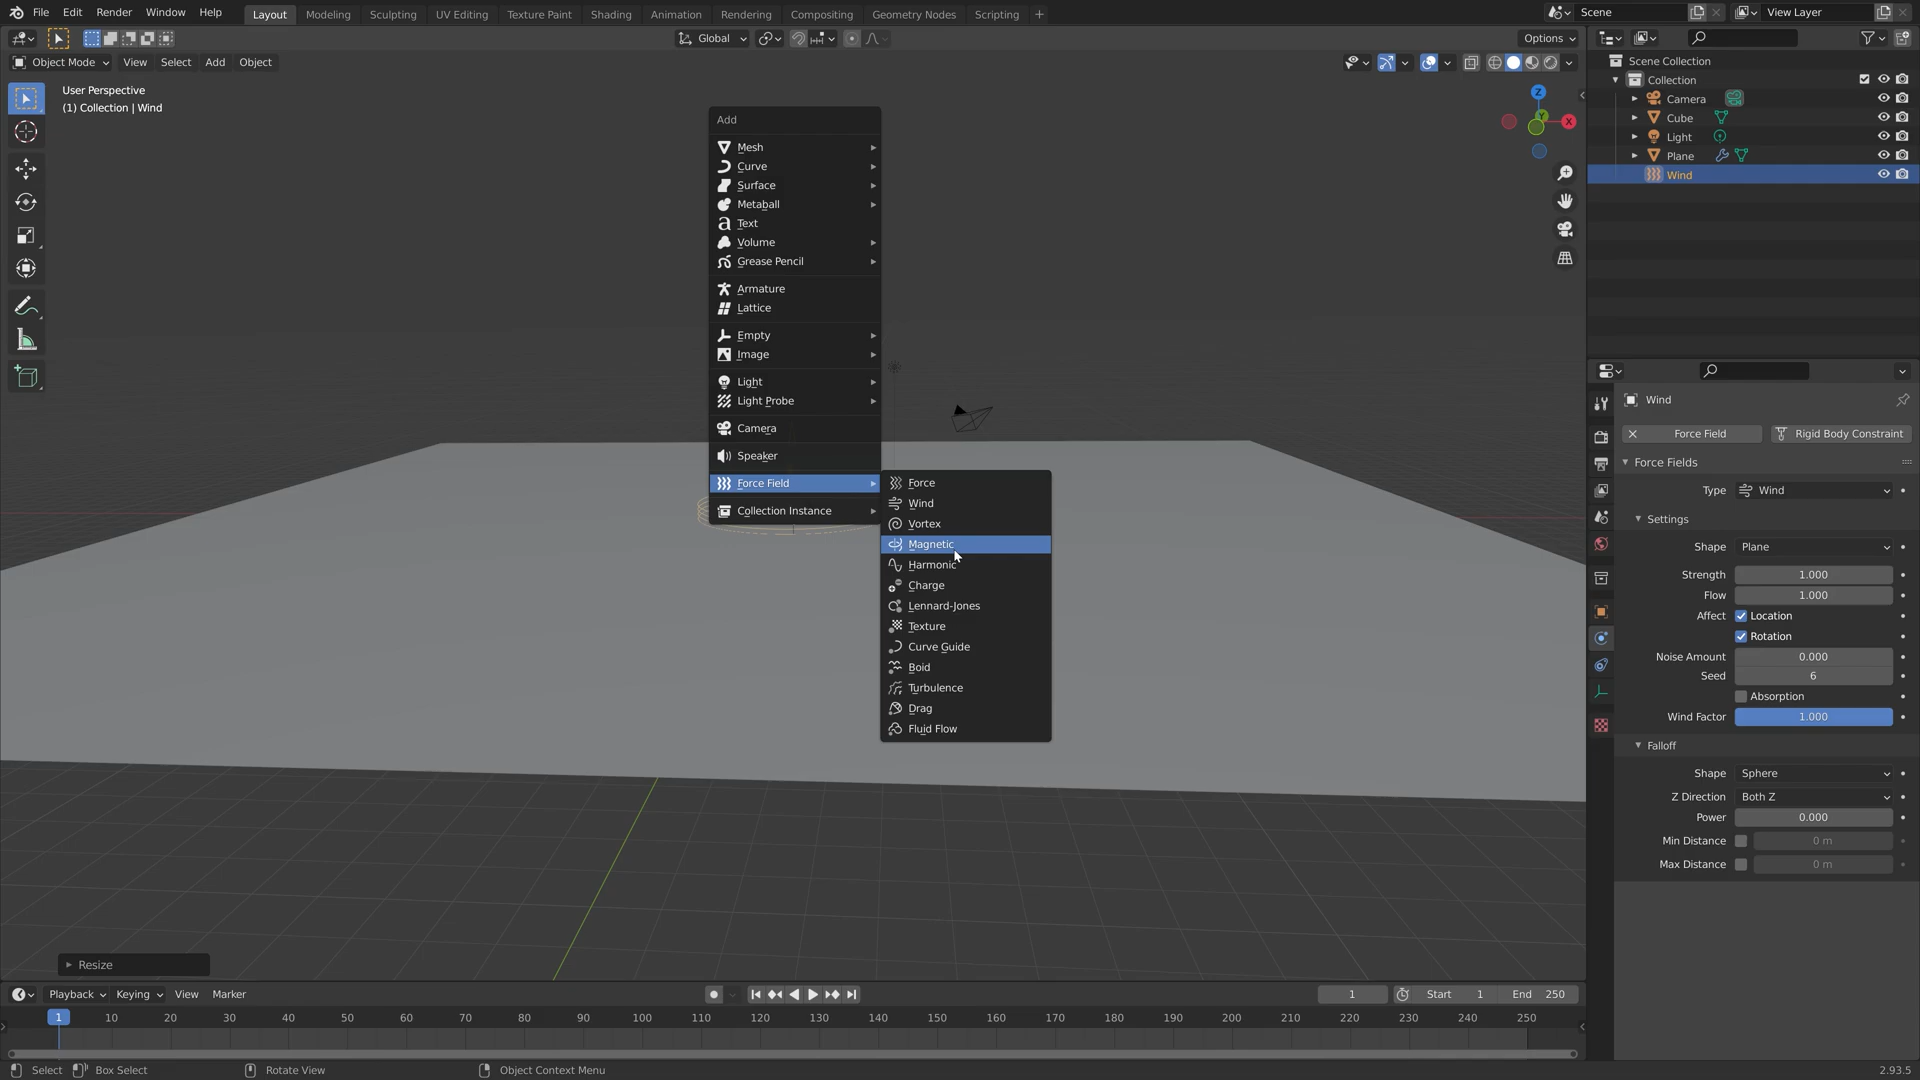 File Edit Render Window Help Layout Modeling Sculpting UV Editing Texture Paint Shading Animation Rendering Compositing Geometry Nodes Scripting + Scene View Layer
Global Options
Object Mode View Select Add Object
User Perspective
(1) Collection | Wind
Z
Y
X
Add
Mesh
Curve
Surface
Metaball
Text
Volume
Grease Pencil
Armature
Lattice
Empty
Image
Light
Light Probe
Camera
Speaker
Force Field
Collection Instance
Force
Wind
Vortex
Magnetic
Harmonic
Charge
Lennard-Jones
Texture
Curve Guide
Boid
Turbulence
Drag
Fluid Flow
Resize
Scene Collection
Collection
Camera
Cube
Light
Plane
Wind
Wind
Force Field Rigid Body Constraint
Force Fields
Type Wind
Settings
Shape Plane
Strength 1.000
Flow 1.000
Affect Location
Rotation
Noise Amount 0.000
Seed 6
Absorption
Wind Factor 1.000
Falloff
Shape Sphere
Z Direction Both Z
Power 0.000
Min Distance 0 m
Max Distance 0 m
Playback Keying View Marker 1 Start 1 End 250
1 10 20 30 40 50 60 70 80 90 100 110 120 130 140 150 160 170 180 190 200 210 220 230 240 250
Select Box Select Rotate View Object Context Menu 2.93.5